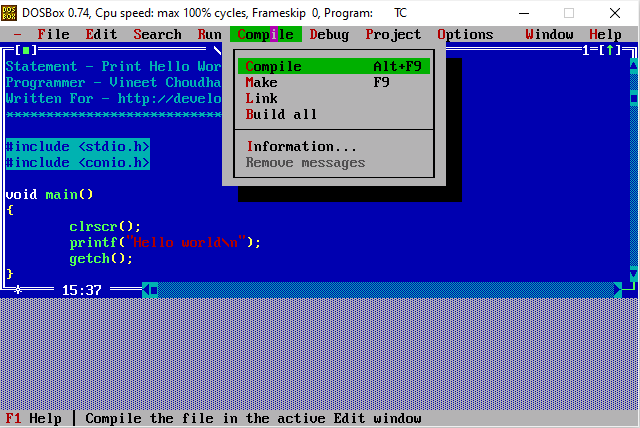 DOSBox 0.74, Cpu speed: max 100% cycles, Frameskip 0, Program: TC
DOS BOX
- File Edit Search Run Compile Debug Project Options Window Help
1
Statement - Print Hello Wor
Programmer - Vineet Choudha
Written For - http://develo
***************************
#include <stdio.h>
#include <conio.h>
void main()
{
clrscr();
printf("Hello world\n");
getch();
}
Compile Alt+F9
Make F9
Link
Build all
Information...
Remove messages
15:37
F1 Help | Compile the file in the active Edit window